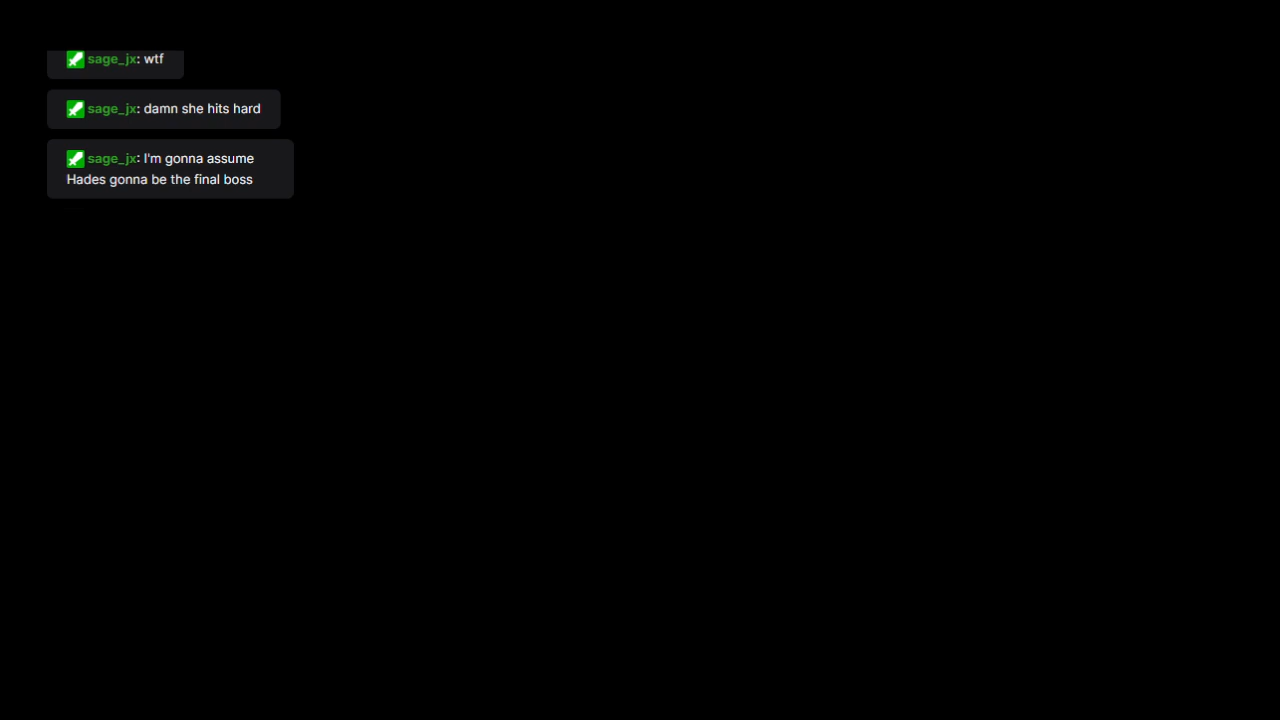 sage_jx: wtf
sage_jx: damn she hits hard
sage_jx: I'm gonna assume
Hades gonna be the final boss